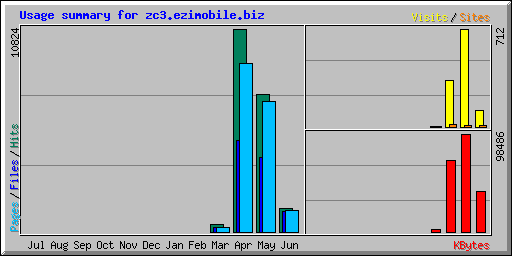 Usage summary for zc3.ezimobile.biz
Visits/Sites
10824
712
Pages/Files/Hits
98486
Jul Aug Sep Oct Nov Dec Jan Feb Mar Apr May Jun
KBytes